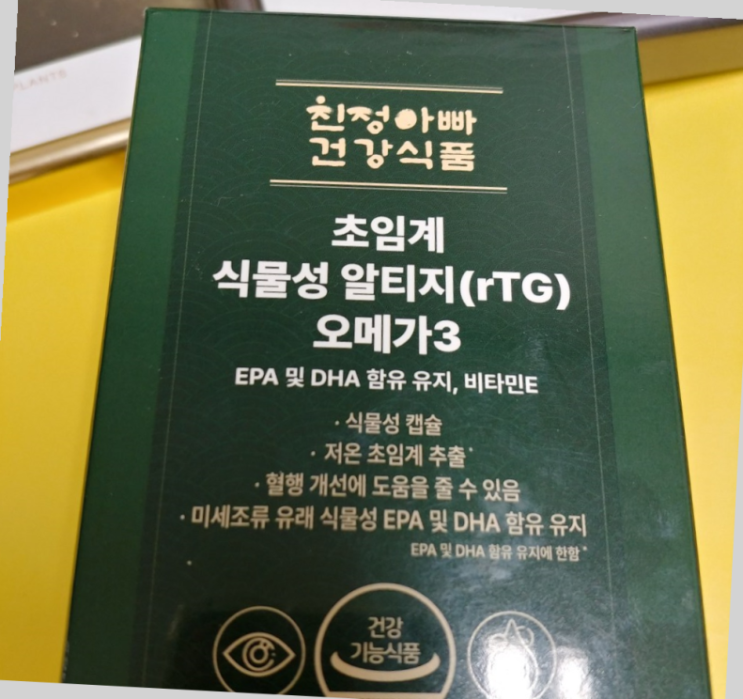 PLANTE
친정아빠
건강식품
초임계
식물성 알티지(rTG)
오메가3
EPA 및 DHA 함유 유지, 비타민E
· 식물성 캡슐
· 저온 초임계 추출*
· 혈행 개선에 도움을 줄 수 있음
· 미세조류 유래 식물성 EPA 및 DHA 함유 유지
EPA 및 DHA 함유 유지에 한함*
건강
기능식품